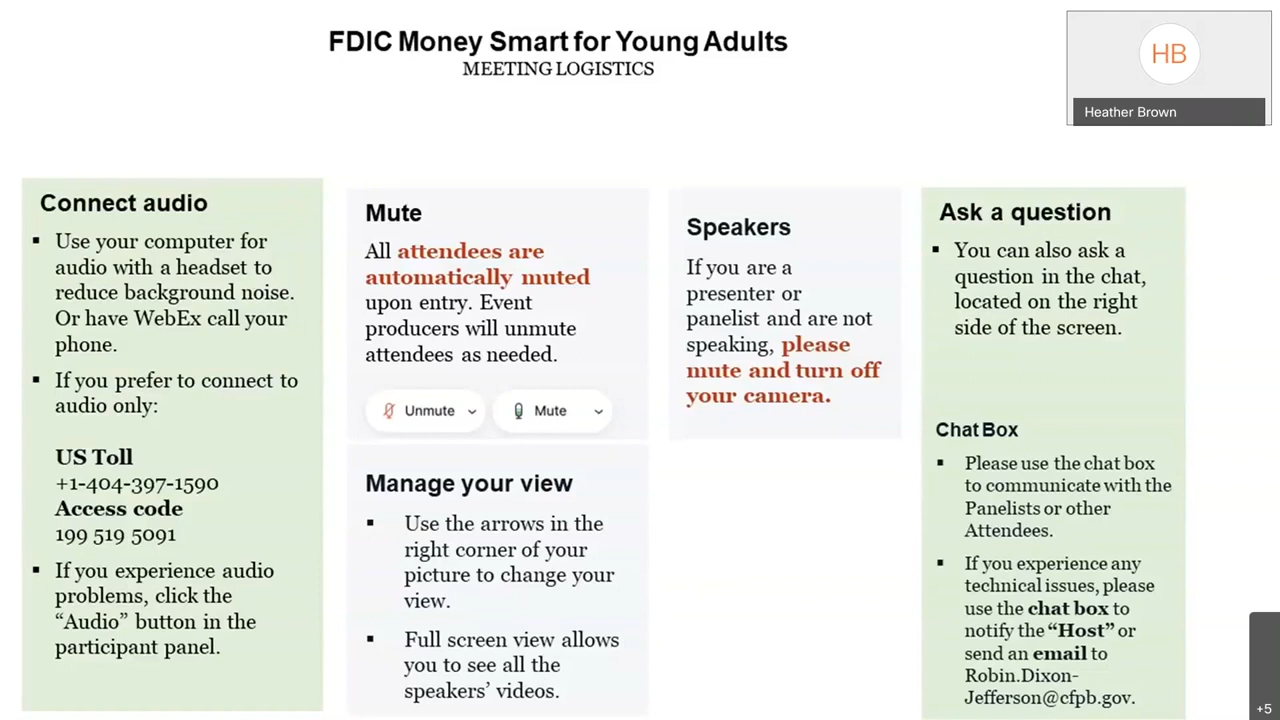 FDIC Money Smart for Young Adults
MEETING LOGISTICS
HB
Heather Brown
Connect audio
▪ Use your computer for
audio with a headset to
reduce background noise.
Or have WebEx call your
phone.
▪ If you prefer to connect to
audio only:
US Toll
+1-404-397-1590
Access code
199 519 5091
▪ If you experience audio
problems, click the
“Audio” button in the
participant panel.
Mute
All attendees are
automatically muted
upon entry. Event
producers will unmute
attendees as needed.
Unmute
Mute
Manage your view
▪ Use the arrows in the
right corner of your
picture to change your
view.
▪ Full screen view allows
you to see all the
speakers’ videos.
Speakers
If you are a
presenter or
panelist and are not
speaking, please
mute and turn off
your camera.
Ask a question
▪ You can also ask a
question in the chat,
located on the right
side of the screen.
Chat Box
▪ Please use the chat box
to communicate with the
Panelists or other
Attendees.
▪ If you experience any
technical issues, please
use the chat box to
notify the “Host” or
send an email to
Robin.Dixon-
Jefferson@cfpb.gov.
+5